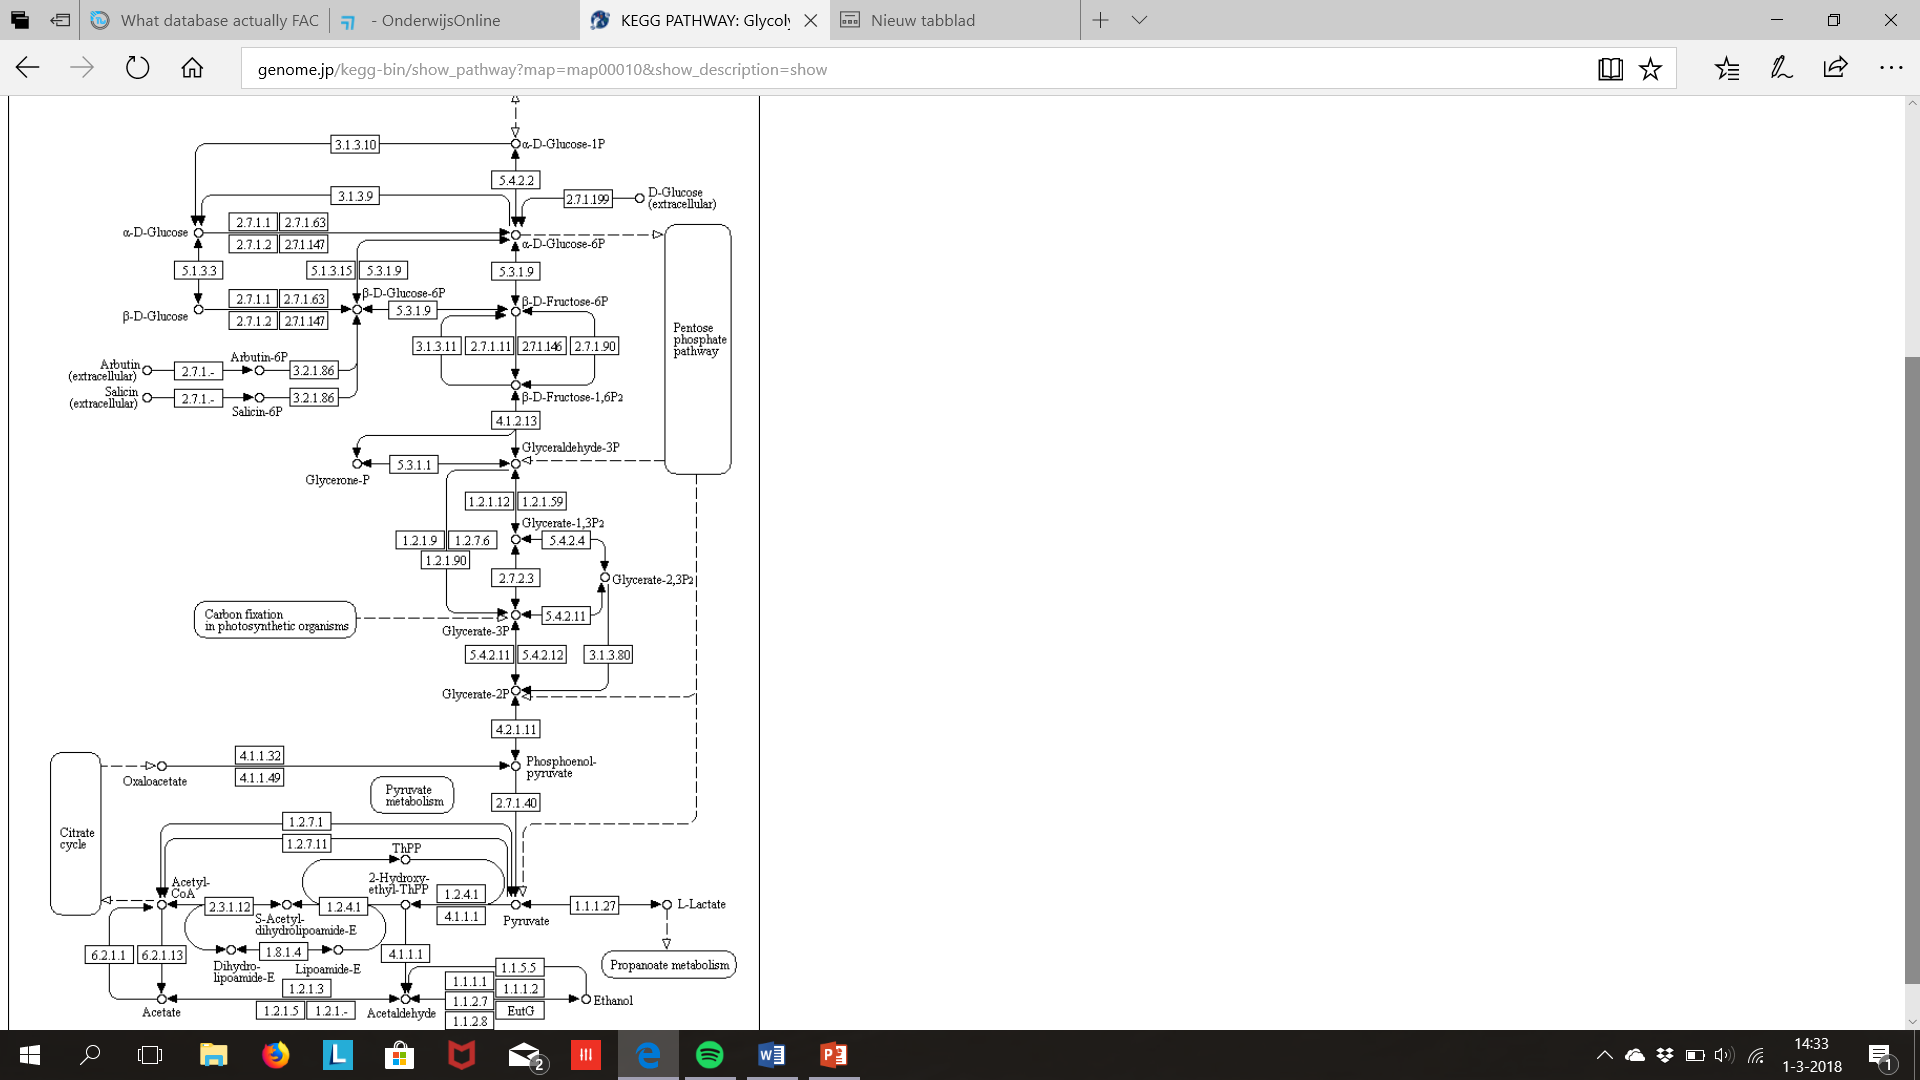 What database actually FAC
- OnderwijsOnline
KEGG PATHWAY: Glycoly
Nieuw tabblad
genome.jp/kegg-bin/show_pathway?map=map00010&show_description=show
3.1.3.10
α-D-Glucose-1P
5.4.2.2
3.1.3.9
2.7.1.199
D-Glucose
(extracellular)
2.7.1.1 2.7.1.63
α-D-Glucose
2.7.1.2 2.7.1.147
α-D-Glucose-6P
5.1.3.3
5.1.3.15 5.3.1.9
5.3.1.9
β-D-Glucose-6P
2.7.1.1 2.7.1.63
β-D-Glucose
2.7.1.2 2.7.1.147
5.3.1.9
β-D-Fructose-6P
Pentose
phosphate
pathway
3.1.3.11 2.7.1.11 2.7.1.146 2.7.1.90
Arbutin
(extracellular)
2.7.1.-
Arbutin-6P
3.2.1.86
Salicin
(extracellular)
2.7.1.-
Salicin-6P
3.2.1.86
β-D-Fructose-1,6P2
4.1.2.13
Glyceraldehyde-3P
5.3.1.1
Glycerone-P
1.2.1.12 1.2.1.59
Glycerate-1,3P2
1.2.1.9 1.2.7.6
1.2.1.90
5.4.2.4
2.7.2.3
Glycerate-2,3P2
Carbon fixation
in photosynthetic organisms
5.4.2.11
Glycerate-3P
5.4.2.11 5.4.2.12
3.1.3.80
Glycerate-2P
4.2.1.11
4.1.1.32
Oxaloacetate
4.1.1.49
Phosphoenol-
pyruvate
Pyruvate
metabolism
2.7.1.40
Citrate
cycle
1.2.7.1
1.2.7.11
ThPP
2-Hydroxy-
ethyl-ThPP
Acetyl-
CoA
2.3.1.12
S-Acetyl-
dihydrolipoamide-E
1.2.4.1
1.2.4.1
4.1.1.1
Pyruvate
1.1.1.27
L-Lactate
6.2.1.1 6.2.1.13
1.8.1.4
Dihydro-
lipoamide-E
Lipoamide-E
4.1.1.1
Propanoate metabolism
1.1.5.5
1.1.1.1
1.1.1.2
1.2.1.3
1.1.2.7
Ethanol
Acetate
1.2.1.5 1.2.1.-
Acetaldehyde
EutG
1.1.2.8
L
W
P
2
14:33
1-3-2018
1